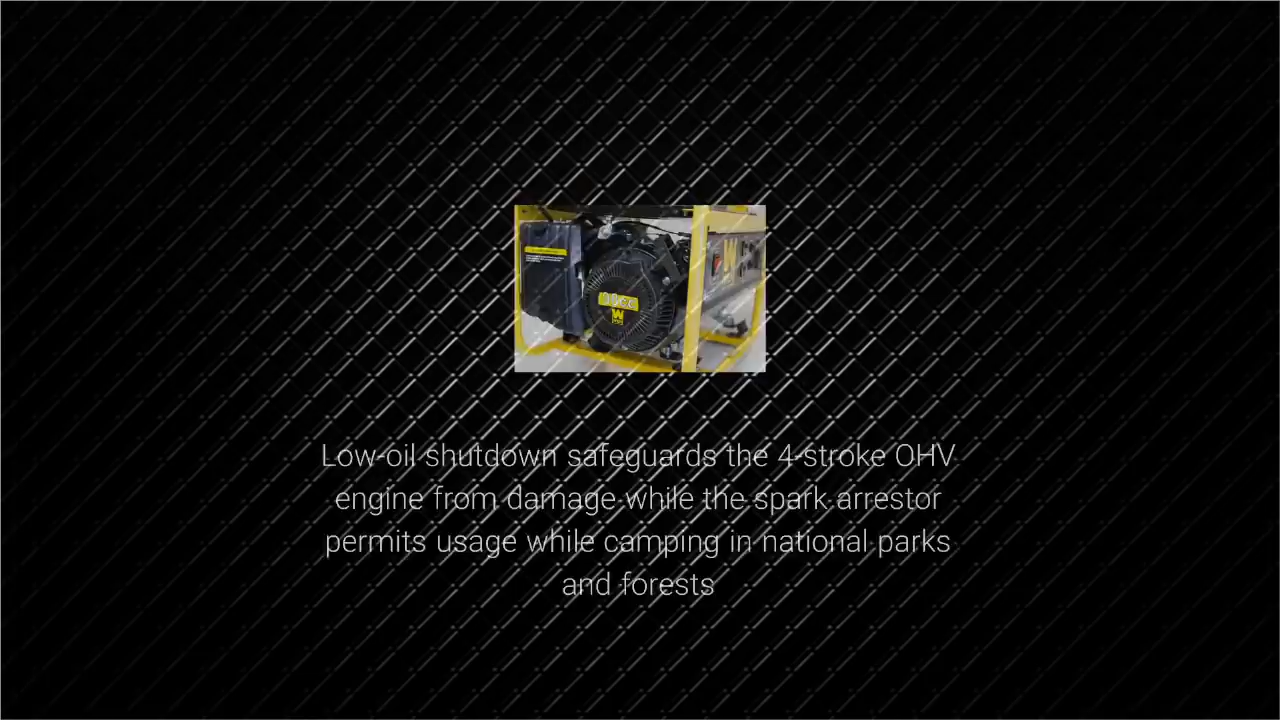 W
Low-oil shutdown safeguards the 4-stroke OHV
engine from damage while the spark arrestor
permits usage while camping in national parks
and forests